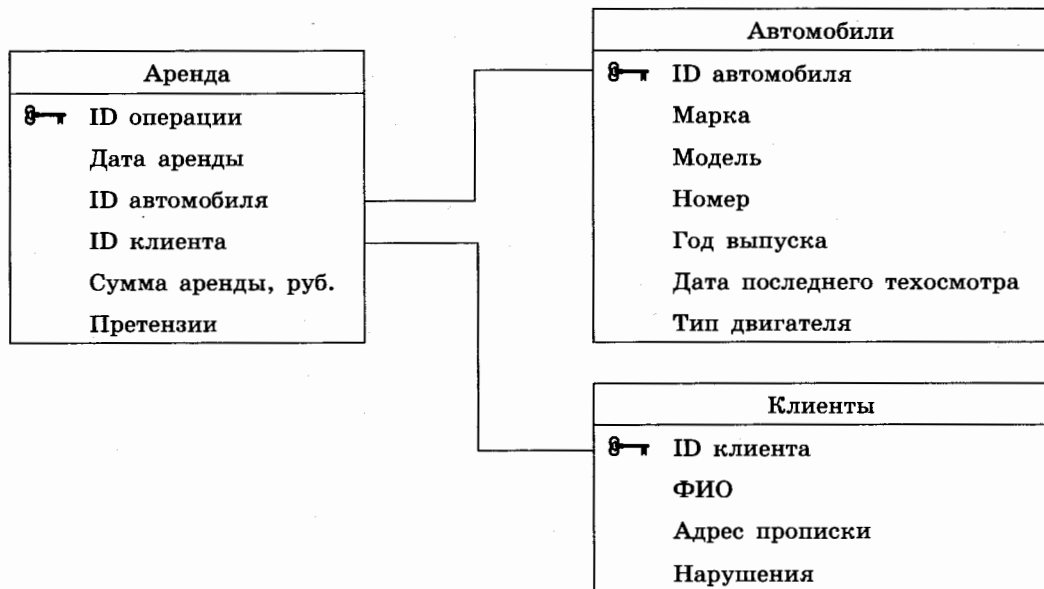 Аренда
ID операции
Дата аренды
ID автомобиля
ID клиента
Сумма аренды, руб.
Претензии
Автомобили
ID автомобиля
Марка
Модель
Номер
Год выпуска
Дата последнего техосмотра
Тип двигателя
Клиенты
ID клиента
ФИО
Адрес прописки
Нарушения